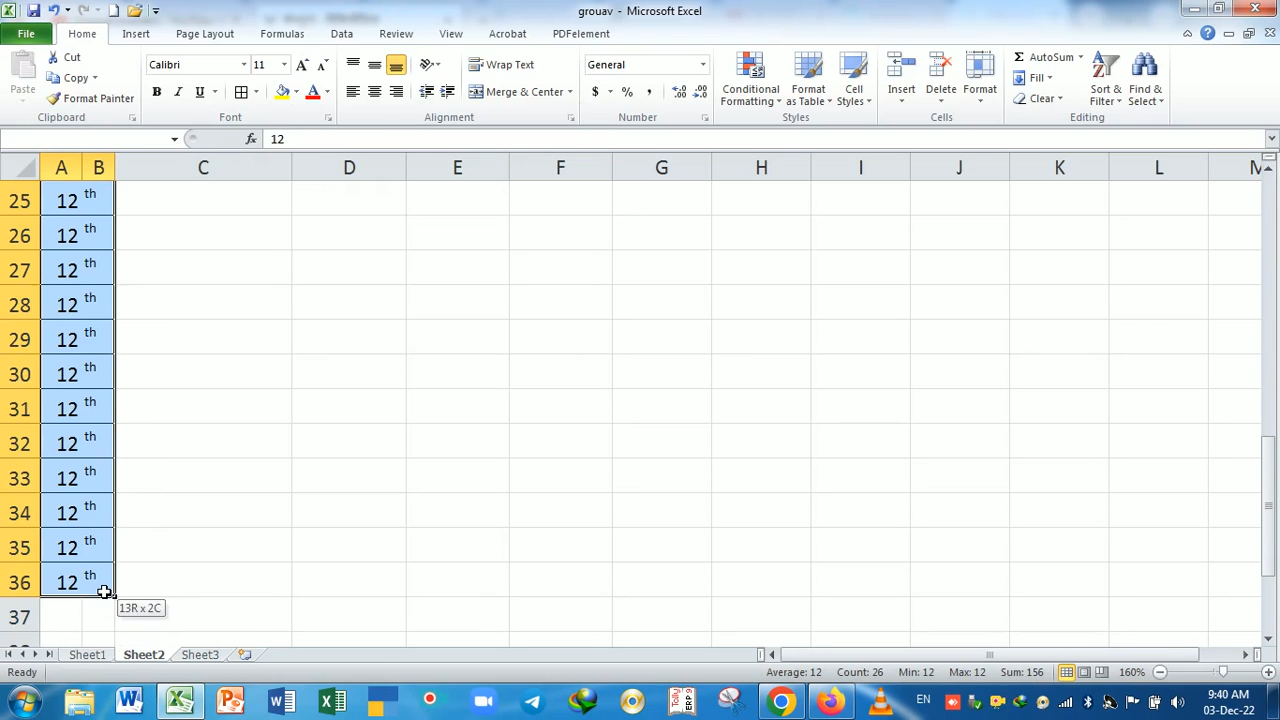 grouav – Microsoft Excel
File Home Insert Page Layout Formulas Data Review View Acrobat PDFelement
Paste
Cut
Copy
Format Painter
Clipboard
Calibri 11
B I U
Font
Wrap Text
Merge & Center
Alignment
General
$ % ,
Number
Conditional Formatting
Format as Table
Cell Styles
Styles
Insert Delete Format
Cells
AutoSum
Fill
Clear
Sort & Filter
Find & Select
Editing
fx 12
A B C D E F G H I J K L M
25 12 th
26 12 th
27 12 th
28 12 th
29 12 th
30 12 th
31 12 th
32 12 th
33 12 th
34 12 th
35 12 th
36 12 th
13R x 2C
37
Sheet1 Sheet2 Sheet3
Ready Average: 12 Count: 26 Min: 12 Max: 12 Sum: 156 160%
EN 9:40 AM
03-Dec-22